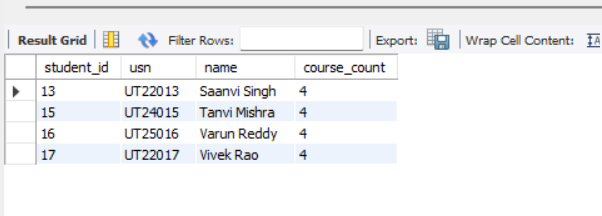 Result Grid Filter Rows: Export: Wrap Cell Content:
student_id usn name course_count
13 UT22013 Saanvi Singh 4
15 UT24015 Tanvi Mishra 4
16 UT25016 Varun Reddy 4
17 UT22017 Vivek Rao 4